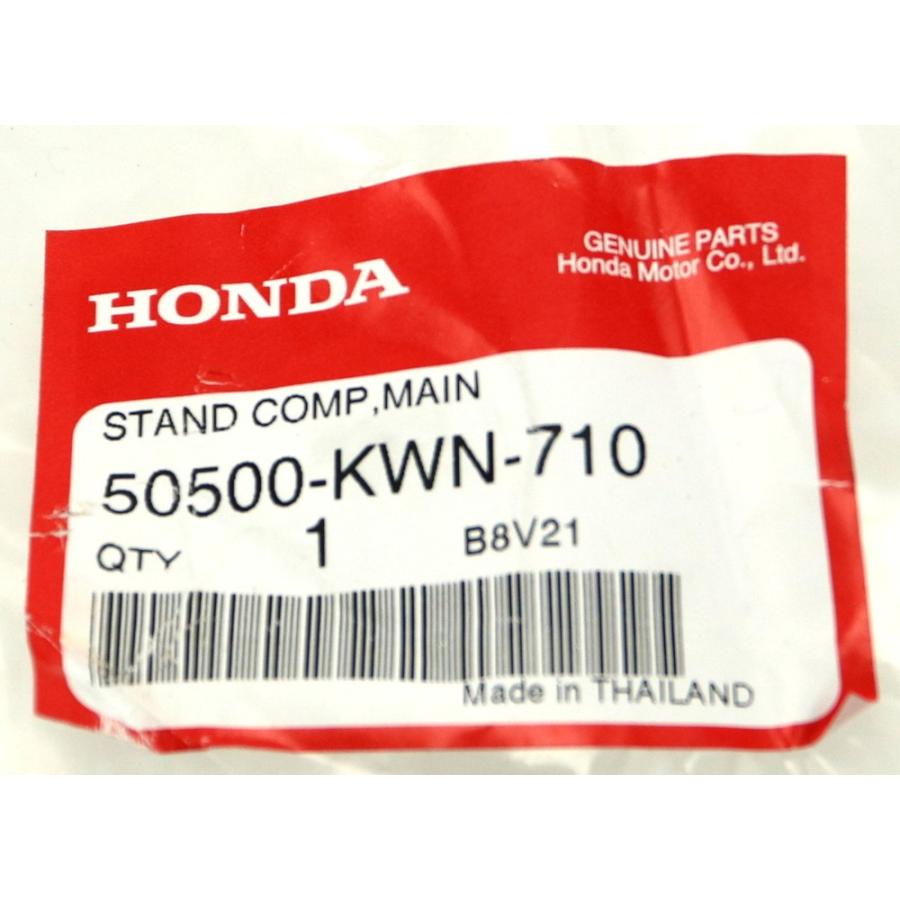 HONDA
GENUINE PARTS
Honda Motor Co., Ltd.
STAND COMP,MAIN
50500-KWN-710
QTY 1 B8V21
Made in THAILAND